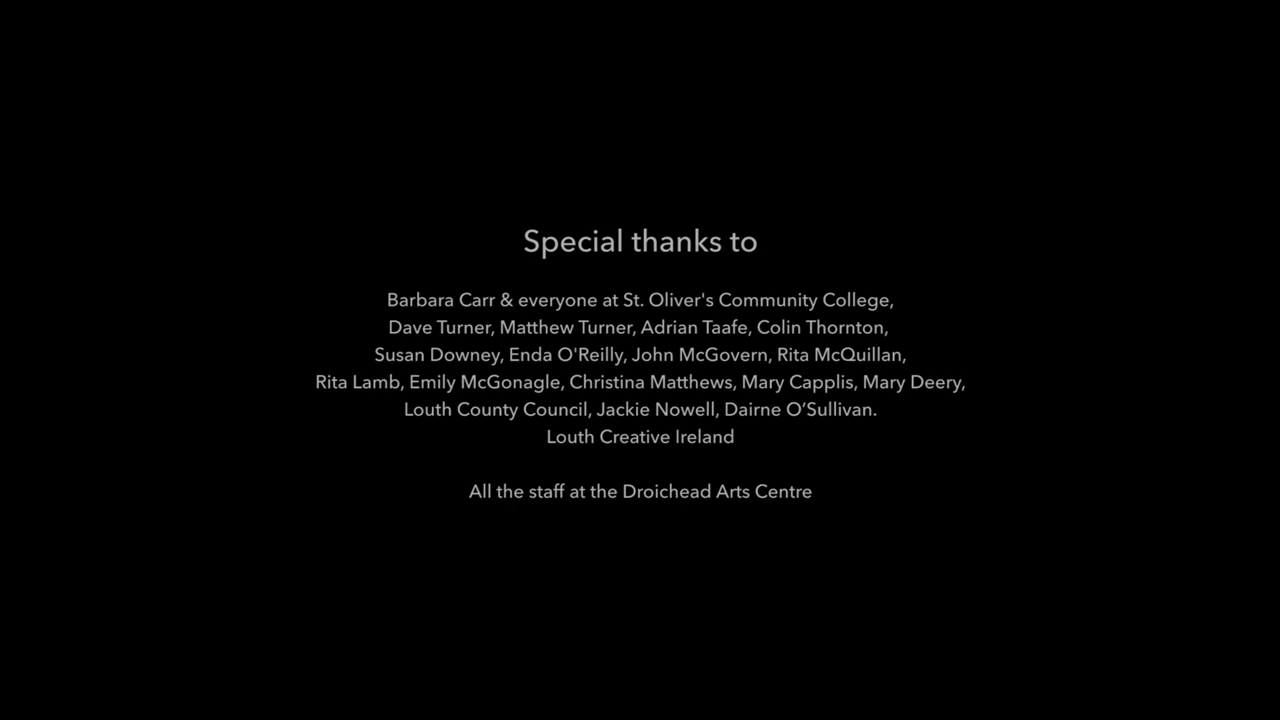 Special thanks to
Barbara Carr & everyone at St. Oliver's Community College,
Dave Turner, Matthew Turner, Adrian Taafe, Colin Thornton,
Susan Downey, Enda O'Reilly, John McGovern, Rita McQuillan,
Rita Lamb, Emily McGonagle, Christina Matthews, Mary Capplis, Mary Deery,
Louth County Council, Jackie Nowell, Dairne O’Sullivan.
Louth Creative Ireland
All the staff at the Droichead Arts Centre